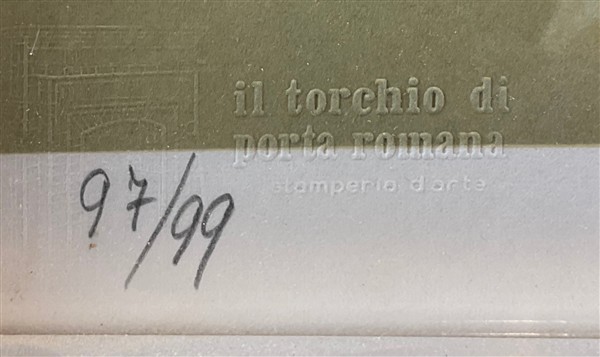 il torchio di
porta romana
stamperia d'arte
97/99